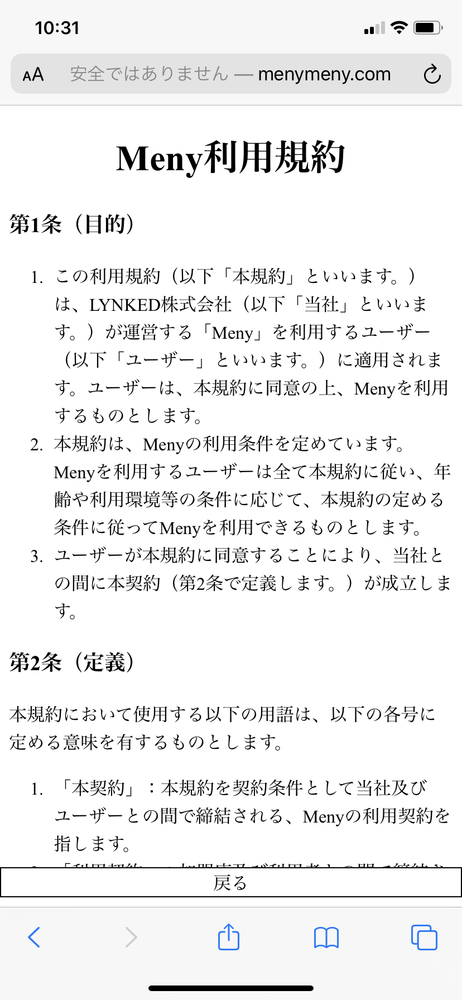 10:31
AA 安全ではありません — menymeny.com
Meny利用規約
第1条（目的）
1. この利用規約（以下「本規約」といいます。）
は、LYNKED株式会社（以下「当社」といいま
す。）が運営する「Meny」を利用するユーザー
（以下「ユーザー」といいます。）に適用されま
す。ユーザーは、本規約に同意の上、Menyを利用
するものとします。
2. 本規約は、Menyの利用条件を定めています。
Menyを利用するユーザーは全て本規約に従い、年
齢や利用環境等の条件に応じて、本規約の定める
条件に従ってMenyを利用できるものとします。
3. ユーザーが本規約に同意することにより、当社と
の間に本契約（第2条で定義します。）が成立しま
す。
第2条（定義）
本規約において使用する以下の用語は、以下の各号に
定める意味を有するものとします。
1. 「本契約」：本規約を契約条件として当社及び
ユーザーとの間で締結される、Menyの利用契約を
指します。
戻る